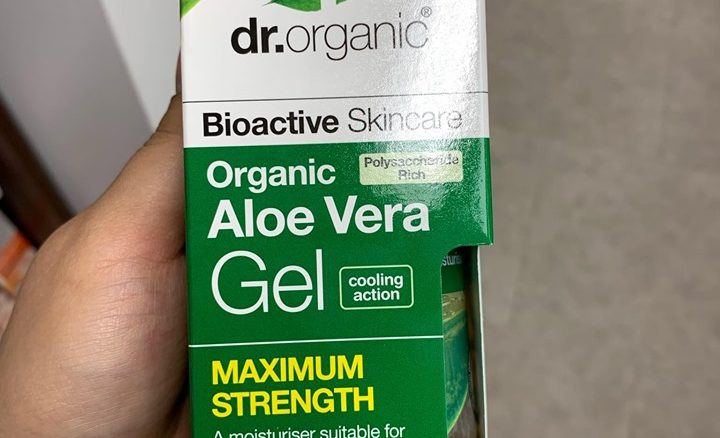 dr.organic®
Bioactive Skincare
Organic
Polysaccharide
Rich
Aloe Vera
Gel
cooling
action
MAXIMUM
STRENGTH
A moisturiser suitable for